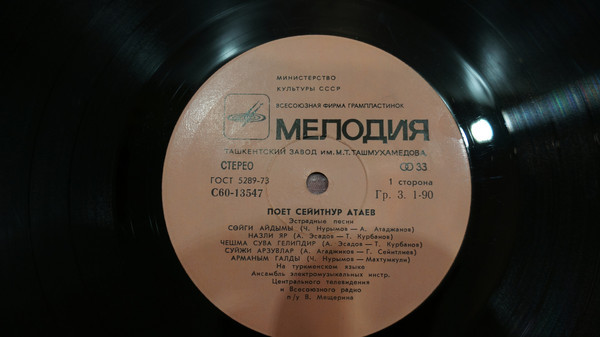 МИНИСТЕРСТВО
КУЛЬТУРЫ СССР
ВСЕСОЮЗНАЯ ФИРМА ГРАМПЛАСТИНОК
МЕЛОДИЯ
ТАШКЕНТСКИЙ ЗАВОД ИМ. М.Т. ТАШМУХАМЕДОВА
СТЕРЕО 33
ГОСТ 5289-73 1 сторона
С60-13547 Гр. 3. 1-90
ПОЕТ СЕЙИТНУР АТАЕВ
Эстрадные песни
СӨЙГИ АЙДЫМЫ (Ч. Нурымов — А. Агаджанов)
НАЗЛИ ЯР (А. Эсадов — Т. Курбанов)
ЧЕШМА СУВА ГЕЛИПДИР (А. Эсадов — Т. Курбанов)
СУЙЖИ АРЗУВЛАР (А. Агаджиков — Г. Сейитлиев)
АРМАНЫМ ГАЛДЫ (Ч. Нурымов — Махтумкули)
На туркменском языке
Ансамбль электромузыкальных инстр.
Центрального телевидения
и Всесоюзного радио
п/у В. Мещерина